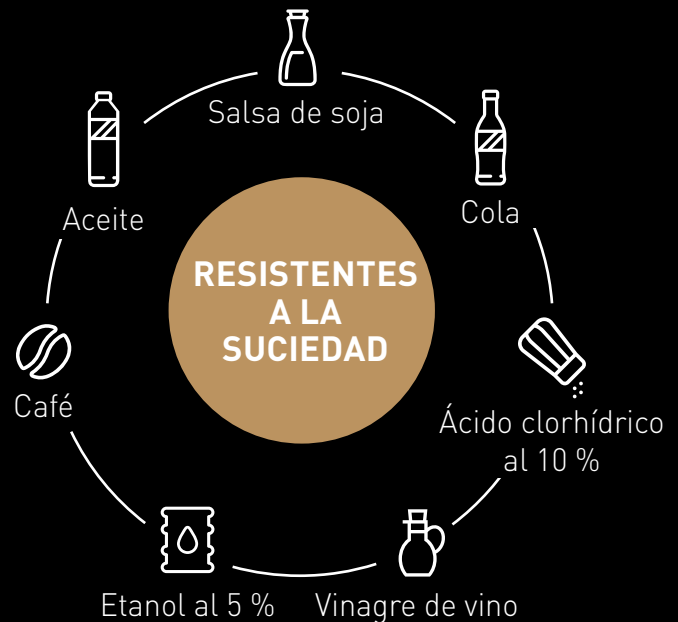 Salsa de soja
Aceite
Cola
RESISTENTES
A LA
SUCIEDAD
Café
Ácido clorhídrico
al 10 %
Etanol al 5 %
Vinagre de vino